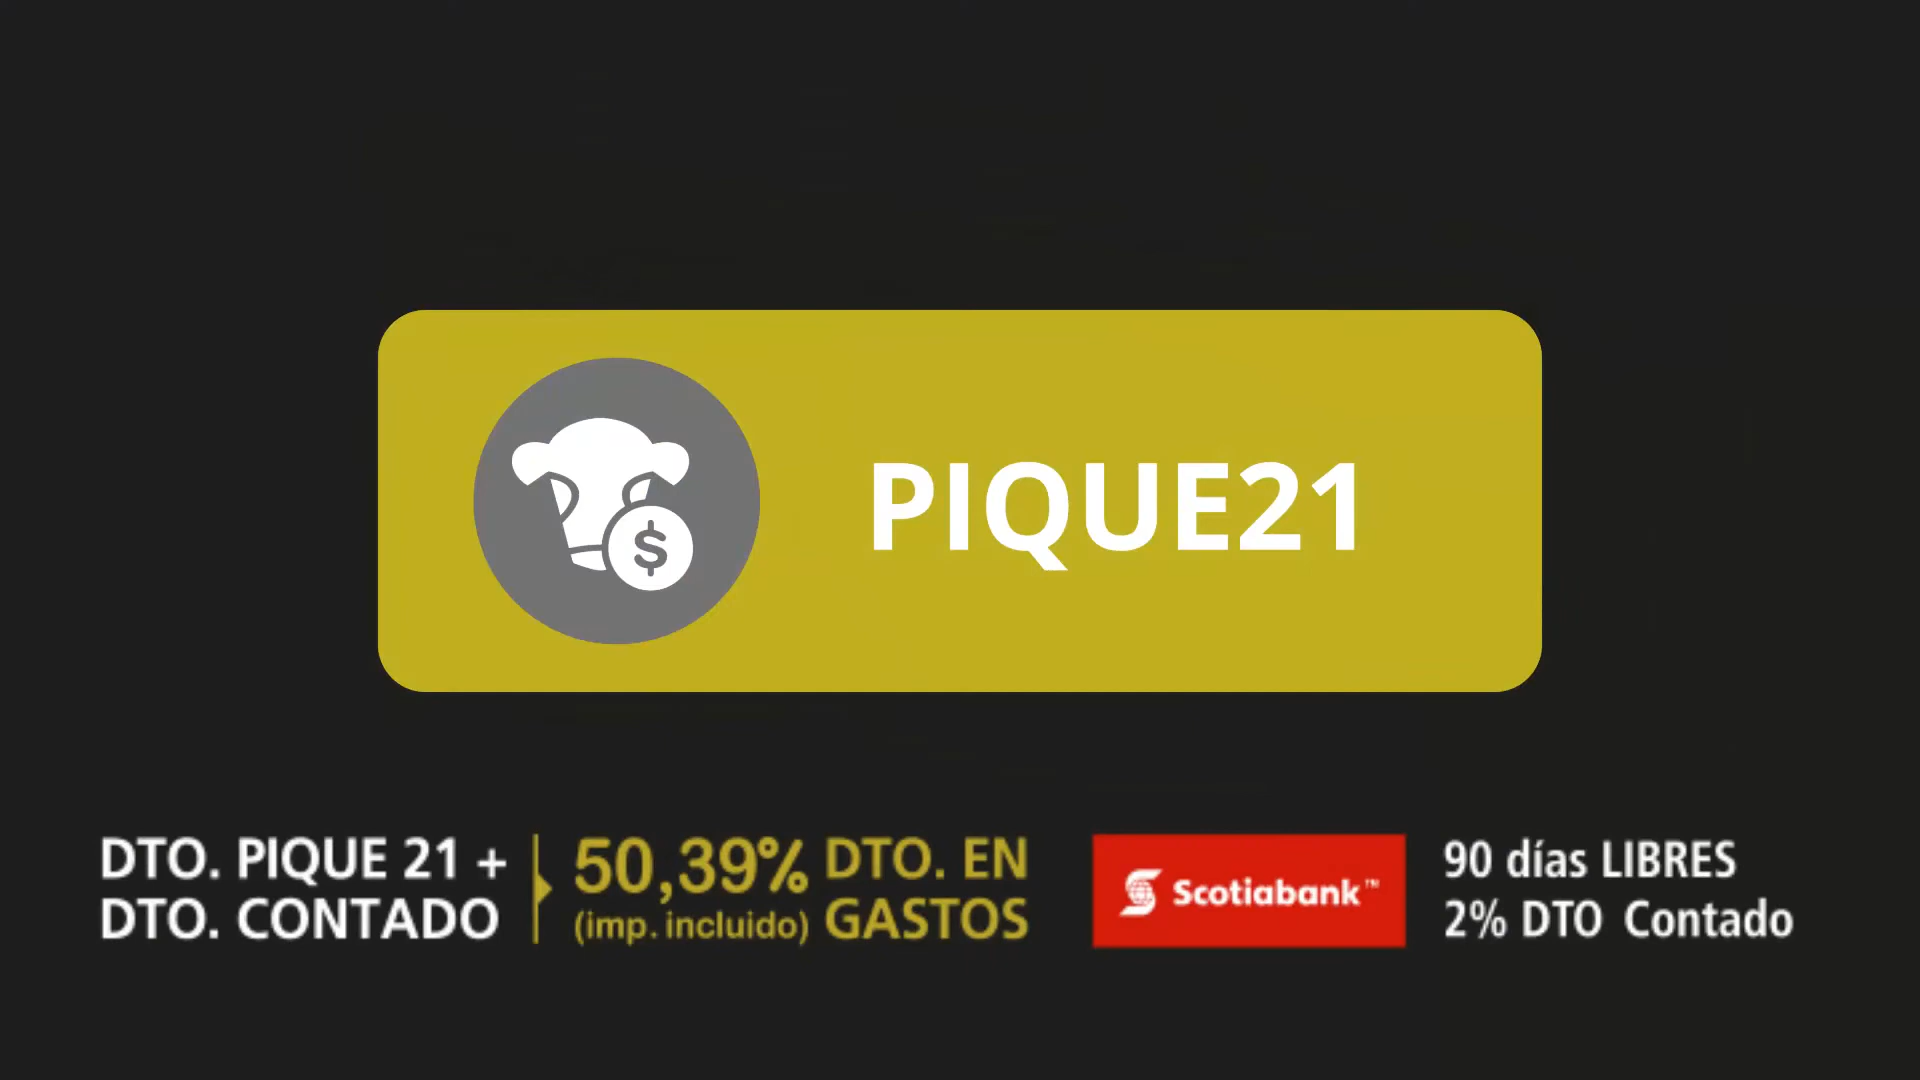 $
PIQUE21
DTO. PIQUE 21 +
DTO. CONTADO
50,39% DTO. EN
(imp. incluido) GASTOS
Scotiabank™
90 días LIBRES
2% DTO Contado